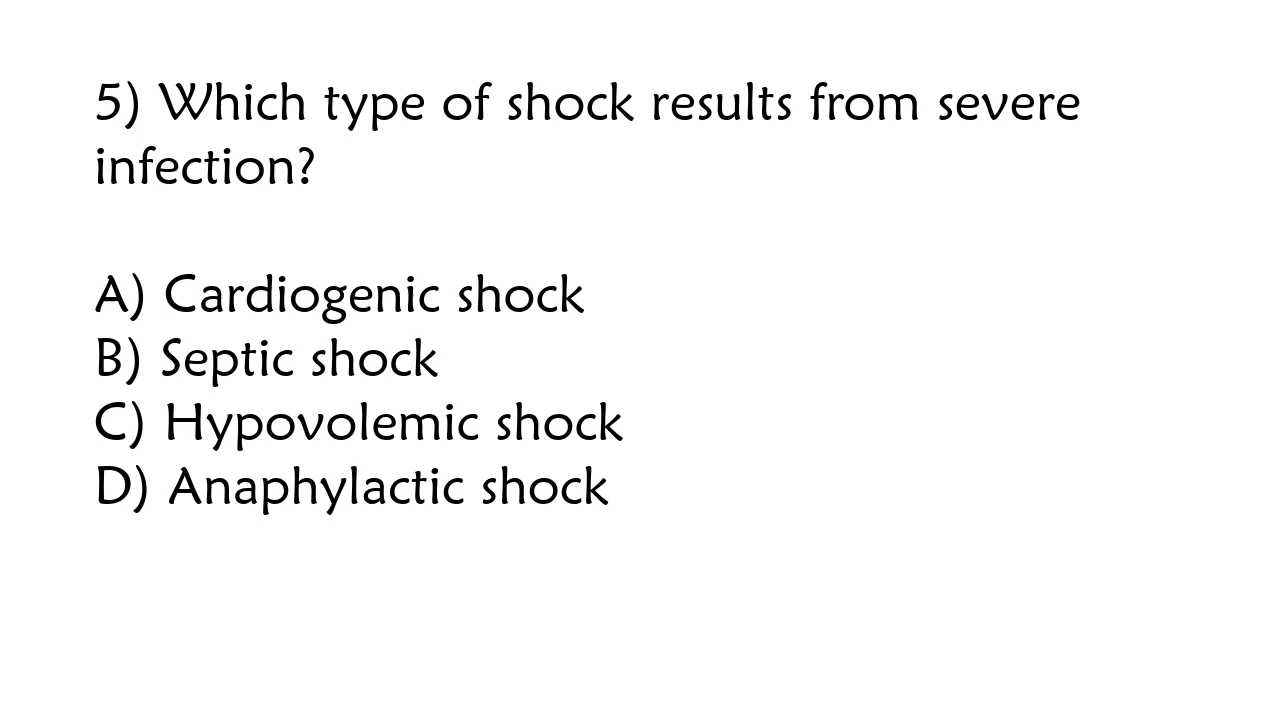 5) Which type of shock results from severe
infection?
A) Cardiogenic shock
B) Septic shock
C) Hypovolemic shock
D) Anaphylactic shock